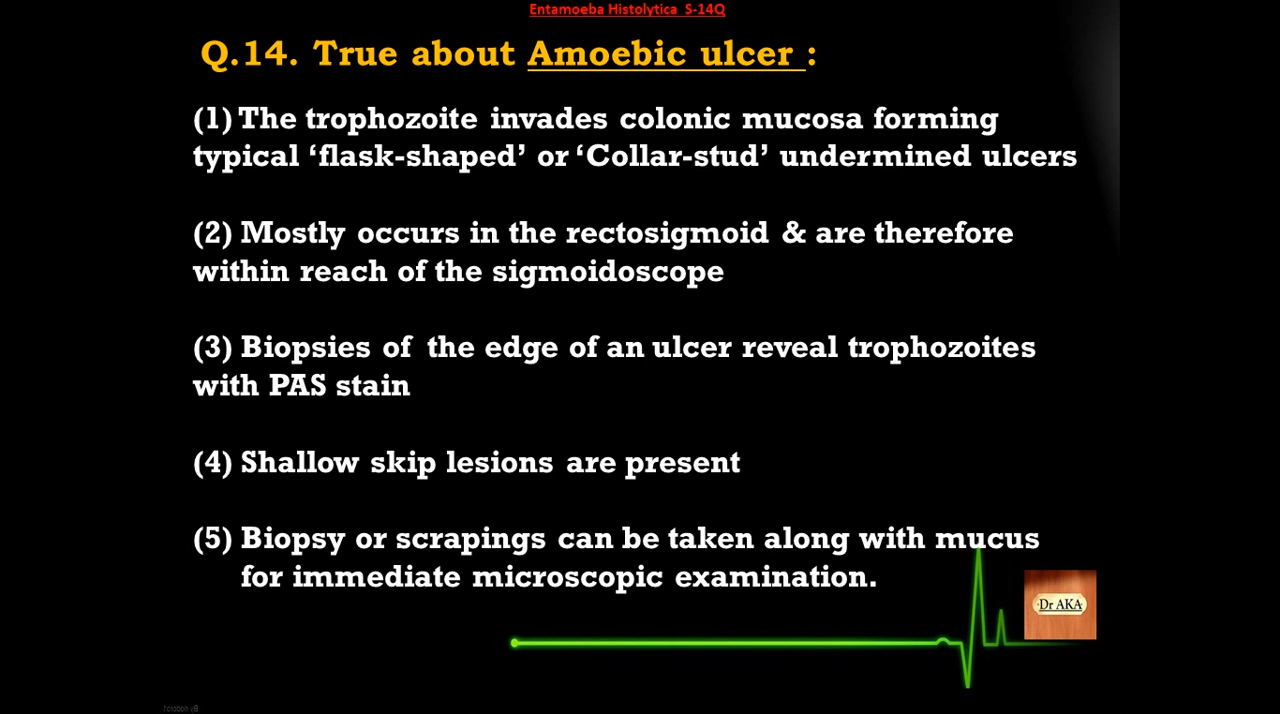 Entamoeba Histolytica S-14Q
Q.14. True about Amoebic ulcer :
(1) The trophozoite invades colonic mucosa forming
typical ‘flask-shaped’ or ‘Collar-stud’ undermined ulcers
(2) Mostly occurs in the rectosigmoid & are therefore
within reach of the sigmoidoscope
(3) Biopsies of the edge of an ulcer reveal trophozoites
with PAS stain
(4) Shallow skip lesions are present
(5) Biopsy or scrapings can be taken along with mucus
for immediate microscopic examination.
Dr AKA